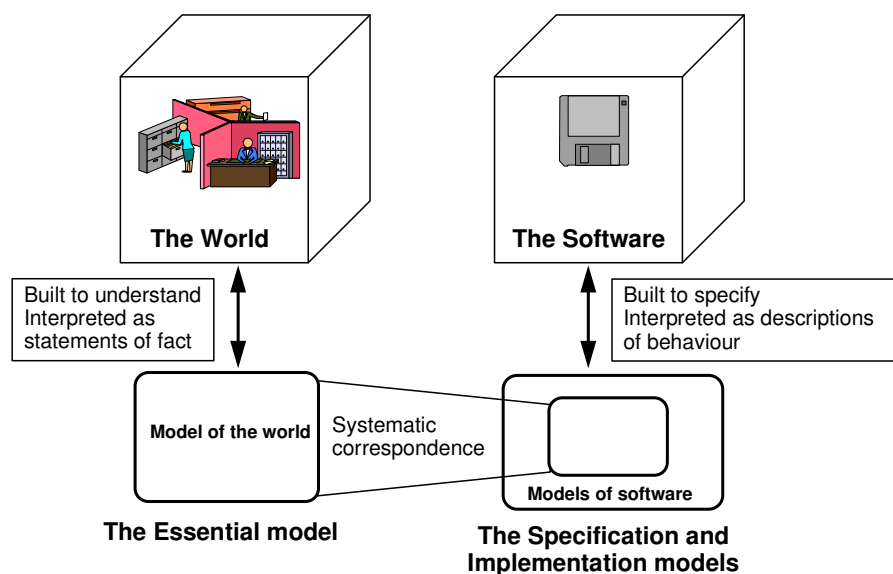 The World
The Software
Built to understand
Interpreted as
statements of fact
Built to specify
Interpreted as descriptions
of behaviour
Model of the world
Systematic
correspondence
Models of software
The Essential model
The Specification and
Implementation models